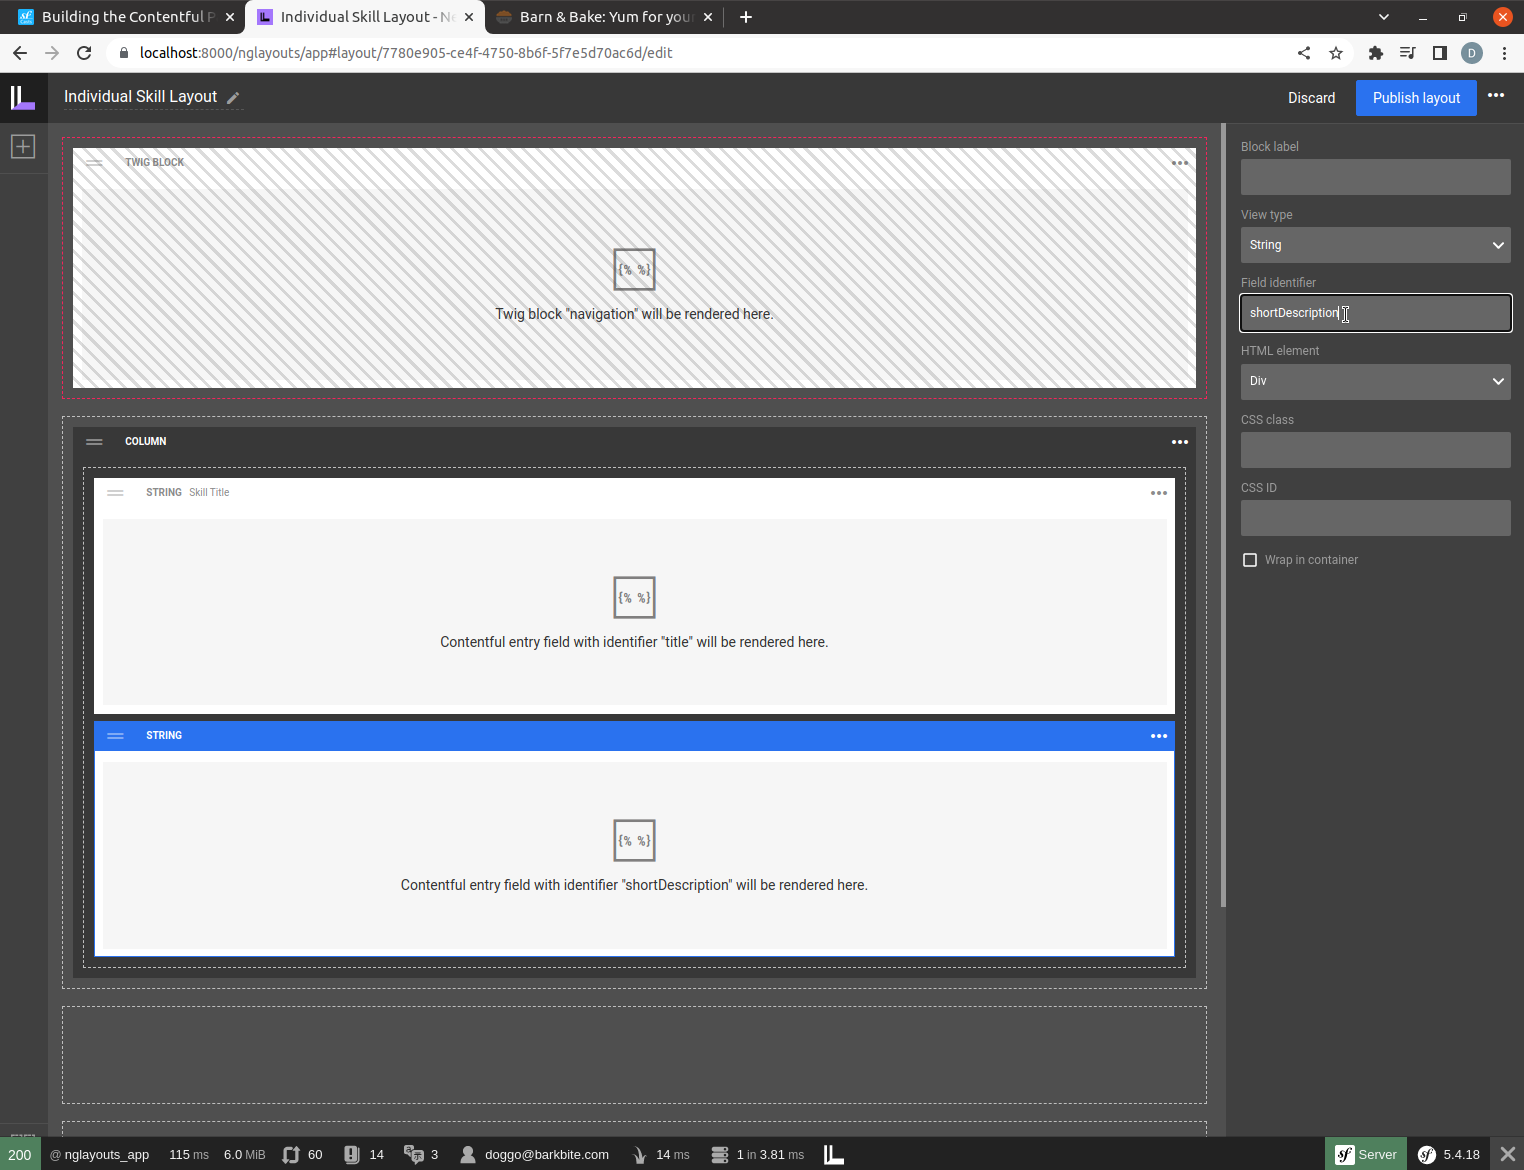 Building the Contentful P
Individual Skill Layout - Ne
Barn & Bake: Yum for you
localhost:8000/nglayouts/app#layout/7780e905-ce4f-4750-8b6f-5f7e5d70ac6d/edit
D
Individual Skill Layout
Discard
Publish layout
TWIG BLOCK
{% %}
Twig block "navigation" will be rendered here.
COLUMN
STRING Skill Title
{% %}
Contentful entry field with identifier "title" will be rendered here.
STRING
{% %}
Contentful entry field with identifier "shortDescription" will be rendered here.
Block label
View type
String
Field identifier
shortDescription
HTML element
Div
CSS class
CSS ID
Wrap in container
200 @ nglayouts_app 115 ms 6.0 MiB 60 14 3 doggo@barkbite.com 14 ms 1 in 3.81 ms Server 5.4.18